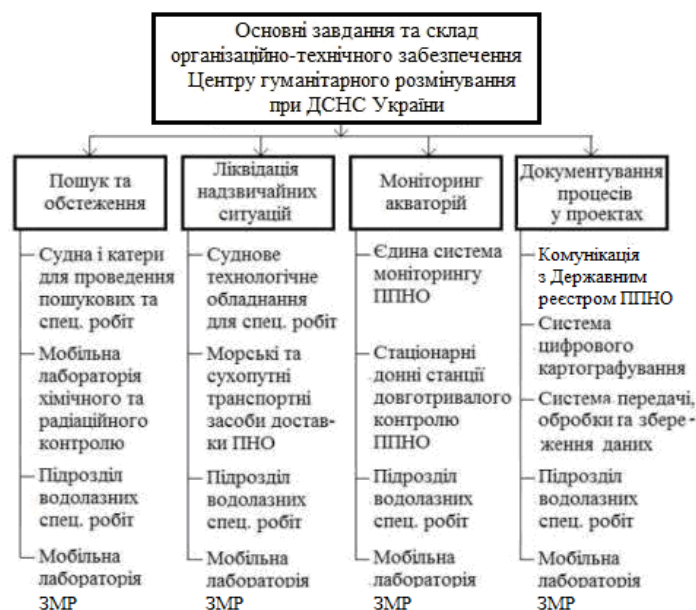 Основні завдання та склад
організаційно-технічного забезпечення
Центру гуманітарного розмінування
при ДСНС України
Пошук та
обстеження
Судна і катери
для проведення
пошукових та
спец. робіт
Мобільна
лабораторія
хімічного та
радіаційного
контролю
Підрозділ
водолазних
спец. робіт
Мобільна
лабораторія
ЗМР
Ліквідація
надзвичайних
ситуацій
Суднове
технологічне
обладнання
для спец. робіт
Морські та
сухопутні
транспортні
засоби достав-
ки ПНО
Підрозділ
водолазних
спец. робіт
Мобільна
лабораторія
ЗМР
Моніторинг
акваторій
Єдина система
моніторингу
ППНО
Стаціонарні
донні станції
довготривалого
контролю
ППНО
Підрозділ
водолазних
спец. робіт
Мобільна
лабораторія
ЗМР
Документування
процесів
у проектах
Комунікація
з Державним
реєстром ППНО
Система
цифрового
картографування
Система передачі,
обробки та збере-
ження даних
Підрозділ
водолазних
спец. робіт
Мобільна
лабораторія
ЗМР